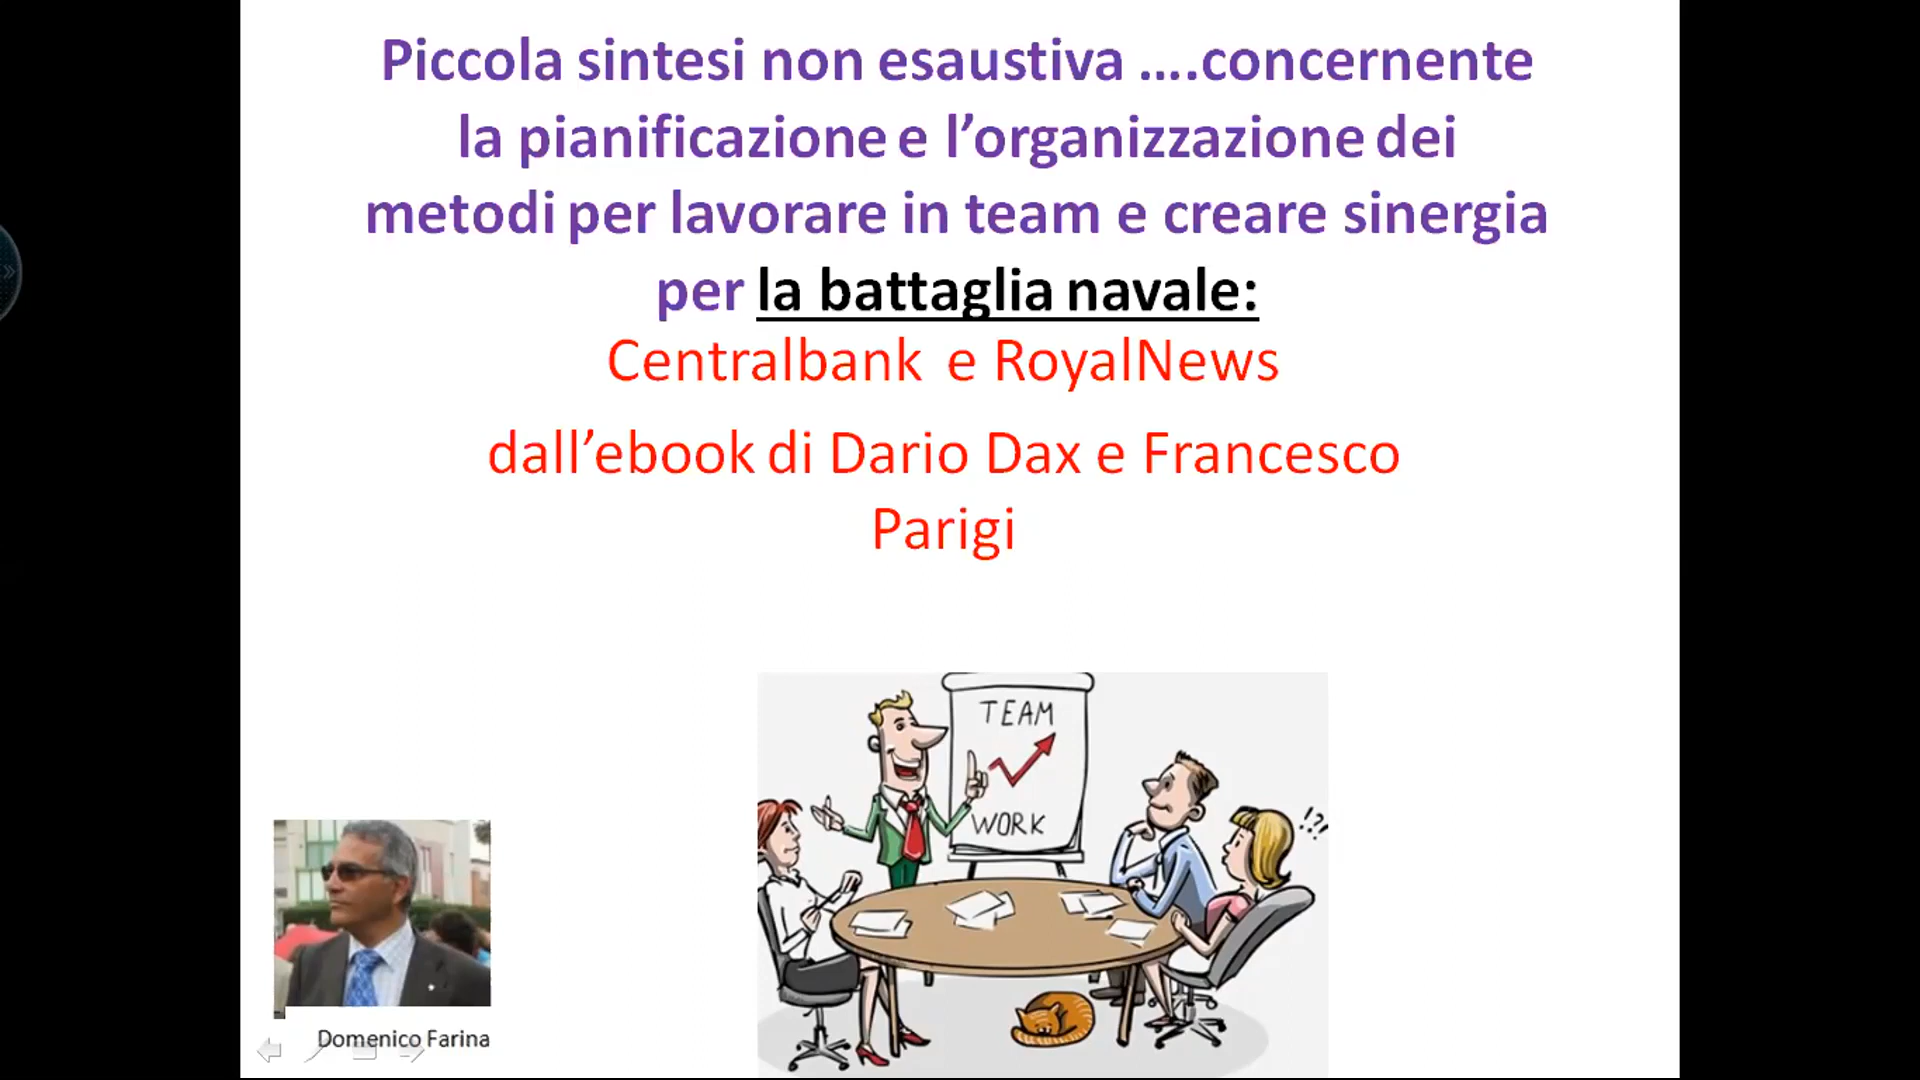 Piccola sintesi non esaustiva ....concernente
la pianificazione e l’organizzazione dei
metodi per lavorare in team e creare sinergia
per la battaglia navale:
Centralbank e RoyalNews
dall’ebook di Dario Dax e Francesco
Parigi
TEAM
WORK
!?!
Domenico Farina